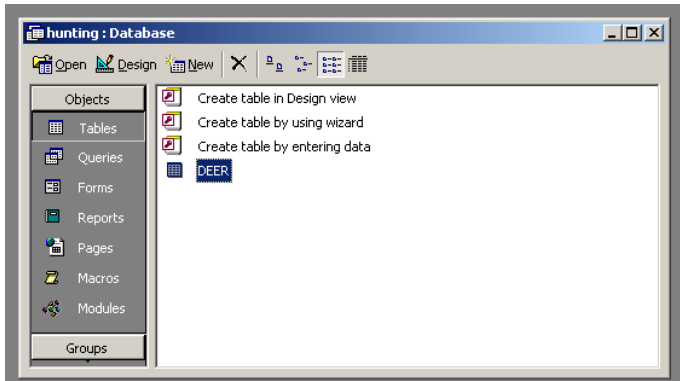 hunting : Database
Open Design New
Objects
Tables
Queries
Forms
Reports
Pages
Macros
Modules
Groups
Create table in Design view
Create table by using wizard
Create table by entering data
DEER